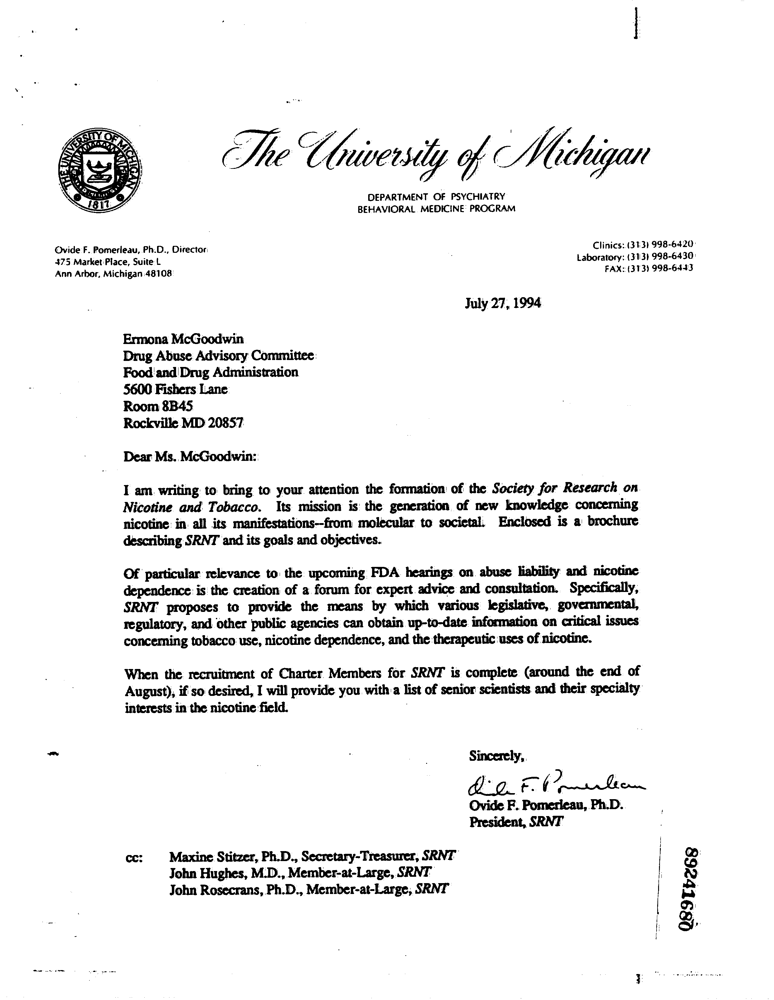 THE UNIVERSITY OF MICHIGAN
1817
The University of Michigan
DEPARTMENT OF PSYCHIATRY
BEHAVIORAL MEDICINE PROGRAM
Ovide F. Pomerleau, Ph.D., Director
475 Market Place, Suite L
Ann Arbor, Michigan 48108
Clinics: (313) 998-6420
Laboratory: (313) 998-6430
FAX: (313) 998-6443
July 27, 1994
Ermona McGoodwin
Drug Abuse Advisory Committee
Food and Drug Administration
5600 Fishers Lane
Room 8B45
Rockville MD 20857
Dear Ms. McGoodwin:
I am writing to bring to your attention the formation of the Society for Research on
Nicotine and Tobacco. Its mission is the generation of new knowledge concerning
nicotine in all its manifestations--from molecular to societal. Enclosed is a brochure
describing SRNT and its goals and objectives.
Of particular relevance to the upcoming FDA hearings on abuse liability and nicotine
dependence is the creation of a forum for expert advice and consultation. Specifically,
SRNT proposes to provide the means by which various legislative, governmental,
regulatory, and other public agencies can obtain up-to-date information on critical issues
concerning tobacco use, nicotine dependence, and the therapeutic uses of nicotine.
When the recruitment of Charter Members for SRNT is complete (around the end of
August), if so desired, I will provide you with a list of senior scientists and their specialty
interests in the nicotine field.
Sincerely,
Ovide F. Pomerleau
Ovide F. Pomerleau, Ph.D.
President, SRNT
cc: Maxine Stitzer, Ph.D., Secretary-Treasurer, SRNT
John Hughes, M.D., Member-at-Large, SRNT
John Rosecrans, Ph.D., Member-at-Large, SRNT
89241680